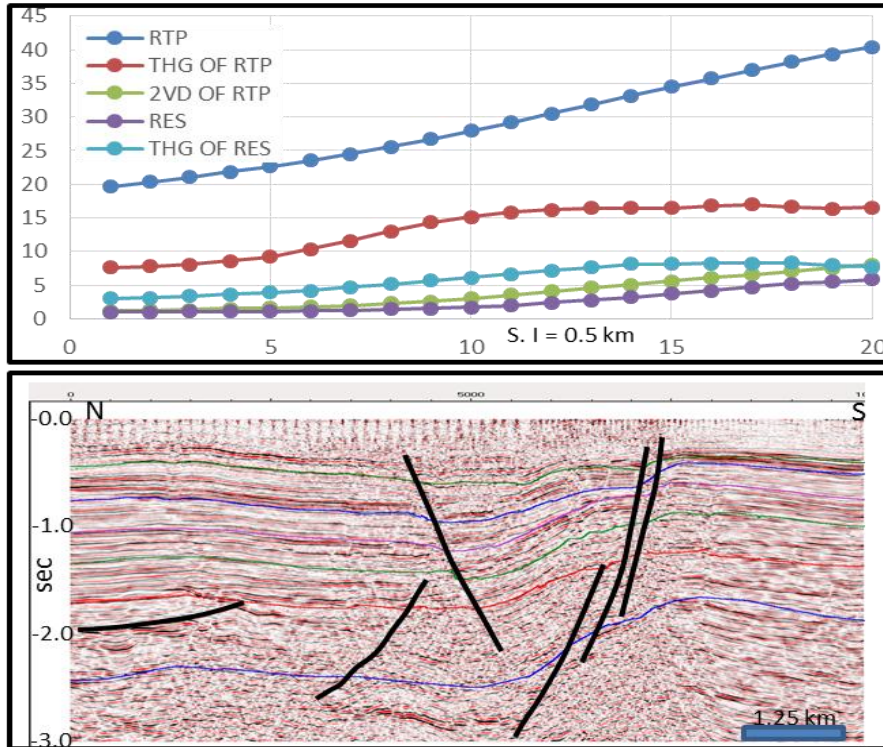 45
40
35
30
25
20
15
10
5
0
RTP
THG OF RTP
2VD OF RTP
RES
THG OF RES
S. I = 0.5 km
0 5 10 15 20
0 5000 10
N S
-0.0
-1.0
sec
-2.0
-3.0
1.25 km